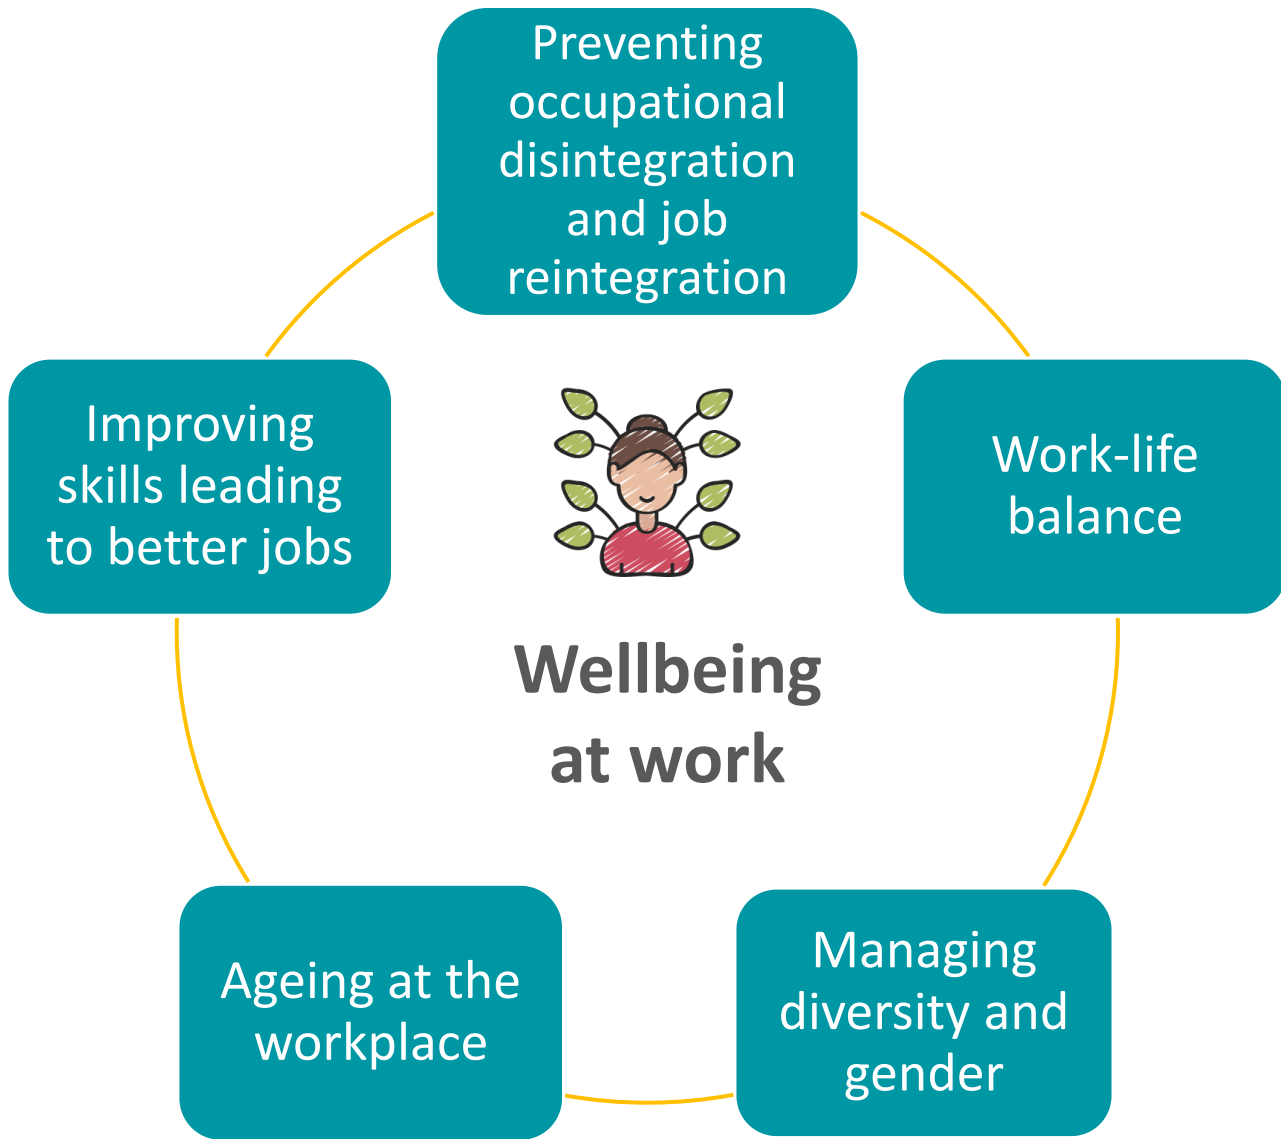 Preventing
occupational
disintegration
and job
reintegration
Improving
skills leading
to better jobs
Work-life
balance
Wellbeing
at work
Ageing at the
workplace
Managing
diversity and
gender